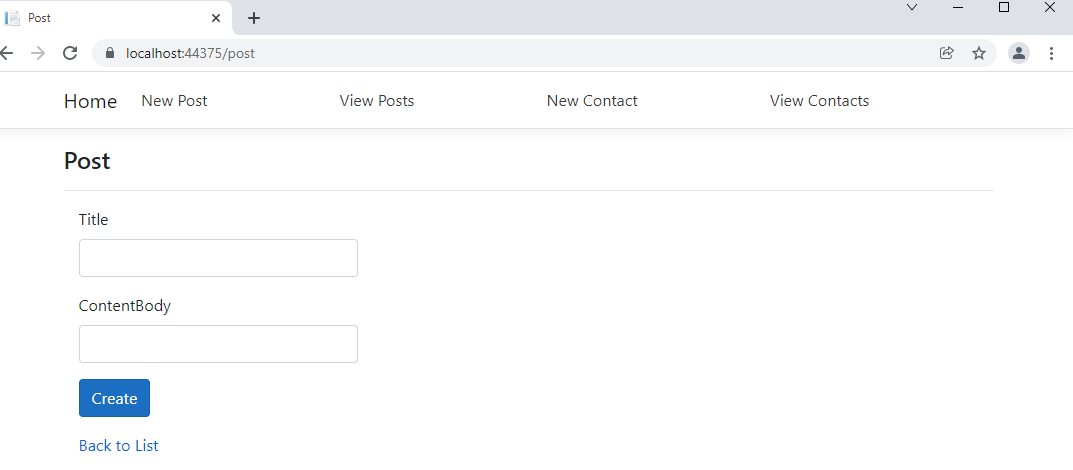 Post
localhost:44375/post
Home New Post View Posts New Contact View Contacts
Post
Title
ContentBody
Create
Back to List